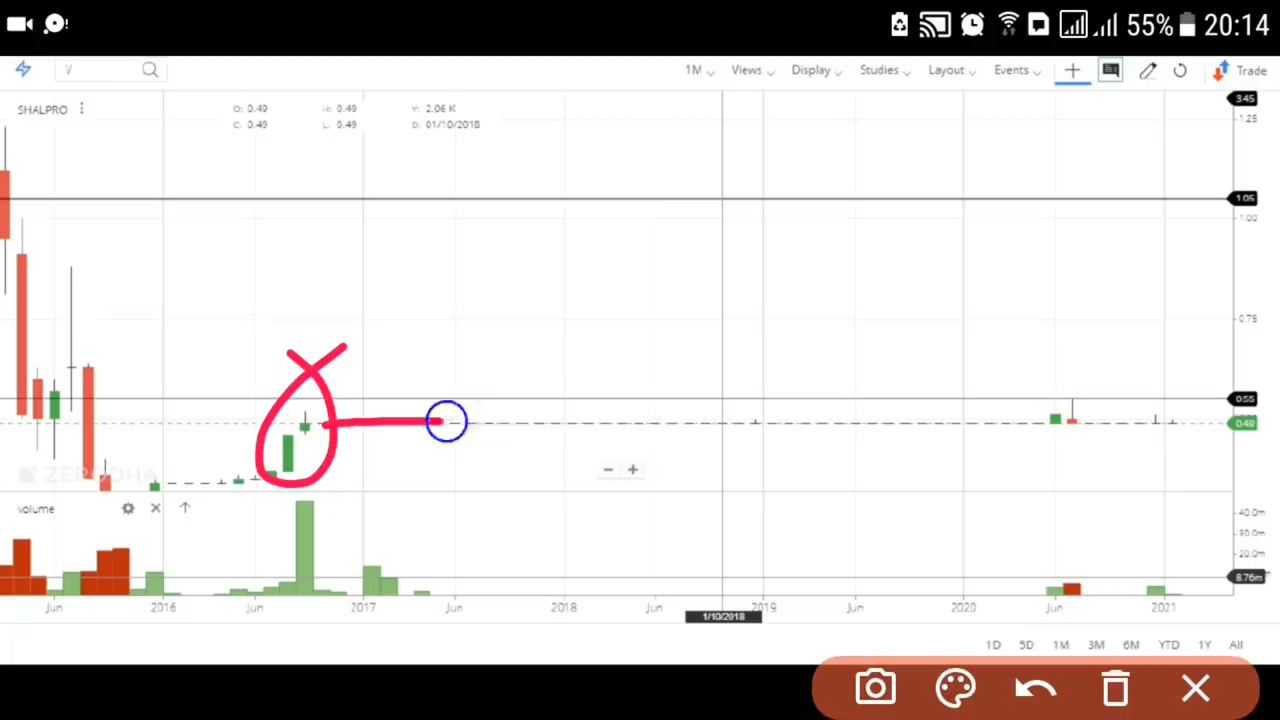 55% 20:14
V 1M Views Display Studies Layout Events Trade
SHALPRO O: 0.49 H: 0.49 V: 2.06 K
C: 0.49 L: 0.49 D: 01/10/2018
3.45
1.25
1.05
1.00
0.75
0.55
0.49
ZERODHA
volume
40.0m
30.0m
20.0m
8.76m
Jun 2016 Jun 2017 Jun 2018 Jun 2019 Jun 2020 Jun 2021
1/10/2018
1D 5D 1M 3M 6M YTD 1Y All